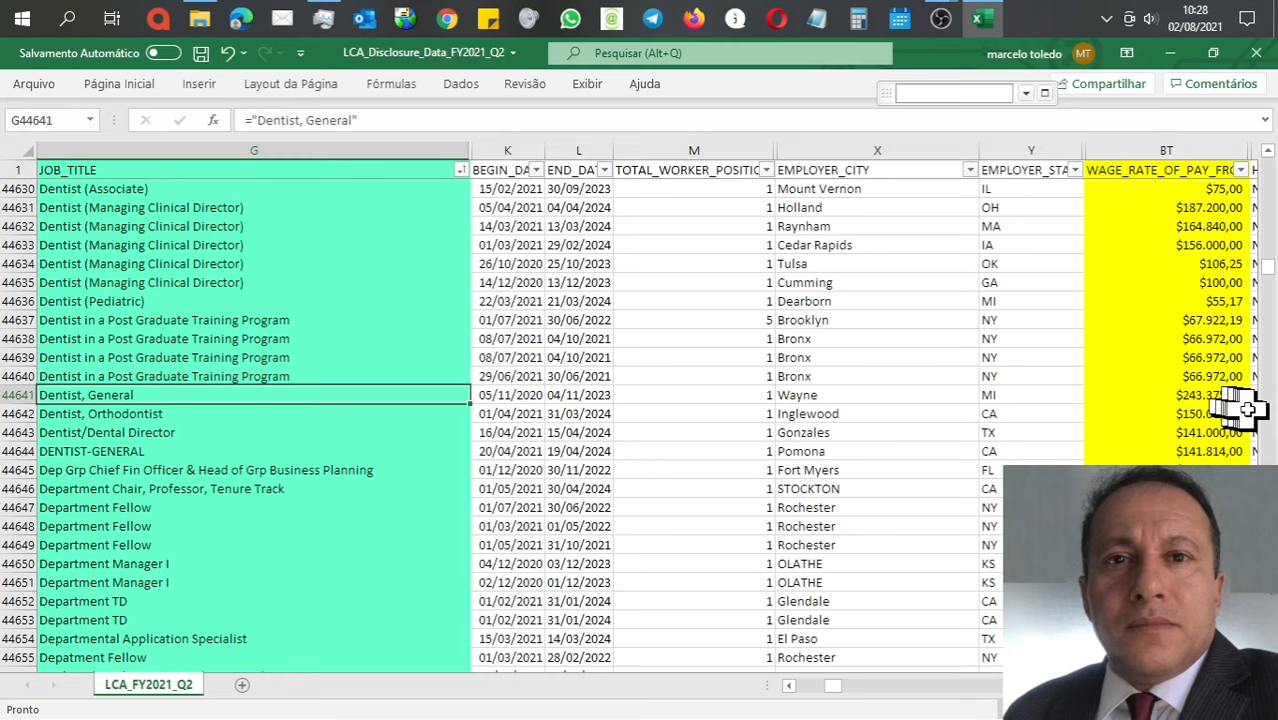 10:28
02/08/2021
Salvamento Automático
LCA_Disclosure_Data_FY2021_Q2
Pesquisar (Alt+Q)
marcelo toledo
MT
Arquivo Página Inicial Inserir Layout da Página Fórmulas Dados Revisão Exibir Ajuda Compartilhar Comentários
G44641 fx ="Dentist, General"
G K L M X Y BT
1 JOB_TITLE BEGIN_DA END_DAT TOTAL_WORKER_POSITIO EMPLOYER_CITY EMPLOYER_STA WAGE_RATE_OF_PAY_FRO
44630 Dentist (Associate) 15/02/2021 30/09/2023 1 Mount Vernon IL $75,00
44631 Dentist (Managing Clinical Director) 05/04/2021 04/04/2024 1 Holland OH $187.200,00
44632 Dentist (Managing Clinical Director) 14/03/2021 13/03/2024 1 Raynham MA $164.840,00
44633 Dentist (Managing Clinical Director) 01/03/2021 29/02/2024 1 Cedar Rapids IA $156.000,00
44634 Dentist (Managing Clinical Director) 26/10/2020 25/10/2023 1 Tulsa OK $106,25
44635 Dentist (Managing Clinical Director) 14/12/2020 13/12/2023 1 Cumming GA $100,00
44636 Dentist (Pediatric) 22/03/2021 21/03/2024 1 Dearborn MI $55,17
44637 Dentist in a Post Graduate Training Program 01/07/2021 30/06/2022 5 Brooklyn NY $67.922,19
44638 Dentist in a Post Graduate Training Program 08/07/2021 04/10/2021 1 Bronx NY $66.972,00
44639 Dentist in a Post Graduate Training Program 08/07/2021 04/10/2021 1 Bronx NY $66.972,00
44640 Dentist in a Post Graduate Training Program 29/06/2021 30/06/2021 1 Bronx NY $66.972,00
44641 Dentist, General 05/11/2020 04/11/2023 1 Wayne MI
44642 Dentist, Orthodontist 01/04/2021 31/03/2024 1 Inglewood CA
44643 Dentist/Dental Director 16/04/2021 15/04/2024 1 Gonzales TX $141.000,00
44644 DENTIST-GENERAL 20/04/2021 19/04/2024 1 Pomona CA $141.814,00
44645 Dep Grp Chief Fin Officer & Head of Grp Business Planning 01/12/2020 30/11/2022 1 Fort Myers FL
44646 Department Chair, Professor, Tenure Track 01/05/2021 30/04/2024 1 STOCKTON CA
44647 Department Fellow 01/07/2021 30/06/2022 1 Rochester NY
44648 Department Fellow 01/03/2021 01/05/2022 1 Rochester NY
44649 Department Fellow 01/05/2021 31/10/2021 1 Rochester NY
44650 Department Manager I 04/12/2020 03/12/2023 1 OLATHE KS
44651 Department Manager I 02/12/2020 01/12/2023 1 OLATHE KS
44652 Department TD 01/02/2021 31/01/2024 1 Glendale CA
44653 Department TD 01/02/2021 31/01/2024 1 Glendale CA
44654 Departmental Application Specialist 15/03/2021 14/03/2024 1 El Paso TX
44655 Depatment Fellow 01/03/2021 28/02/2022 1 Rochester NY
LCA_FY2021_Q2
Pronto